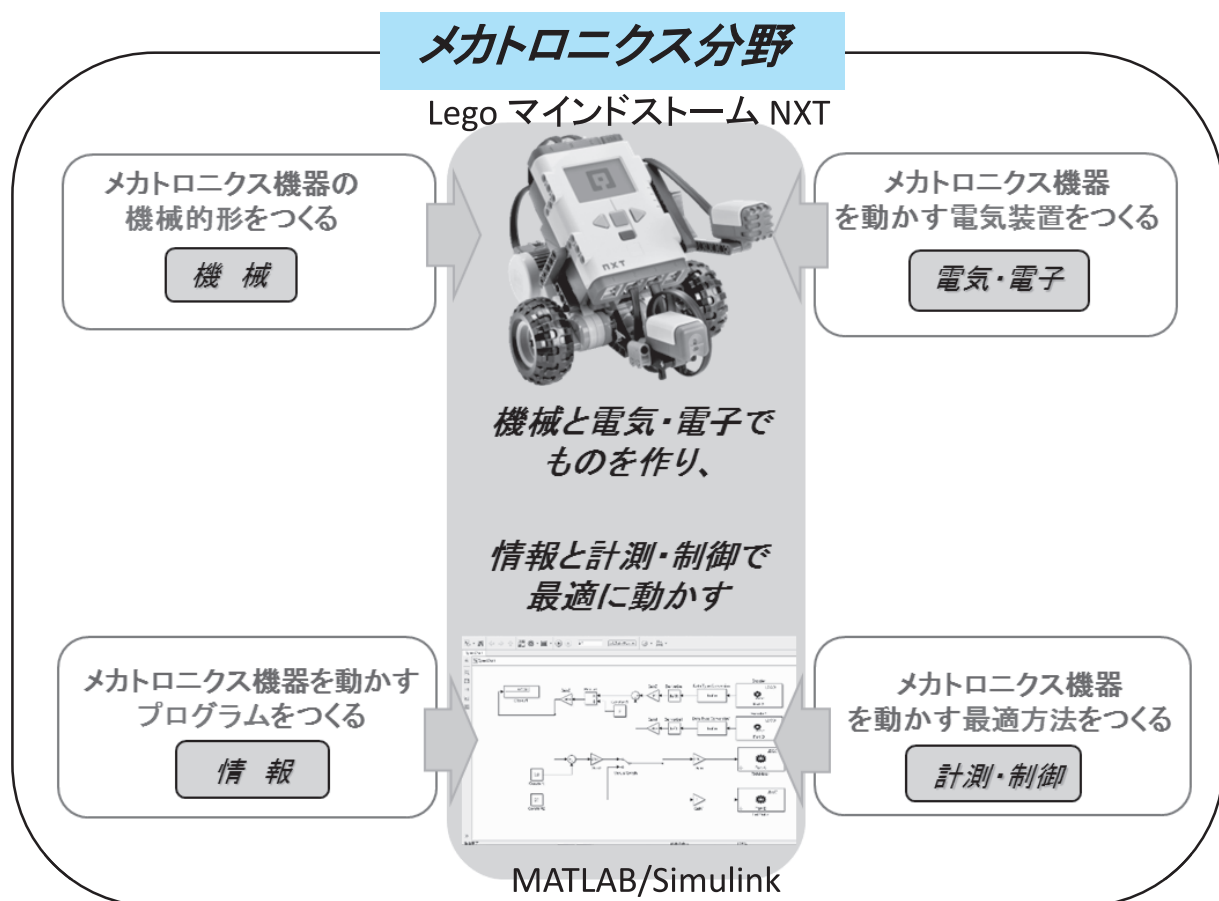 メカトロニクス分野
Lego マインドストーム NXT
メカトロニクス機器の
機械的形をつくる
機 械
メカトロニクス機器
を動かす電気装置をつくる
電気・電子
NXT
機械と電気・電子で
ものを作り、
情報と計測・制御で
最適に動かす
メカトロニクス機器を動かす
プログラムをつくる
情 報
メカトロニクス機器
を動かす最適方法をつくる
計測・制御
MATLAB/Simulink